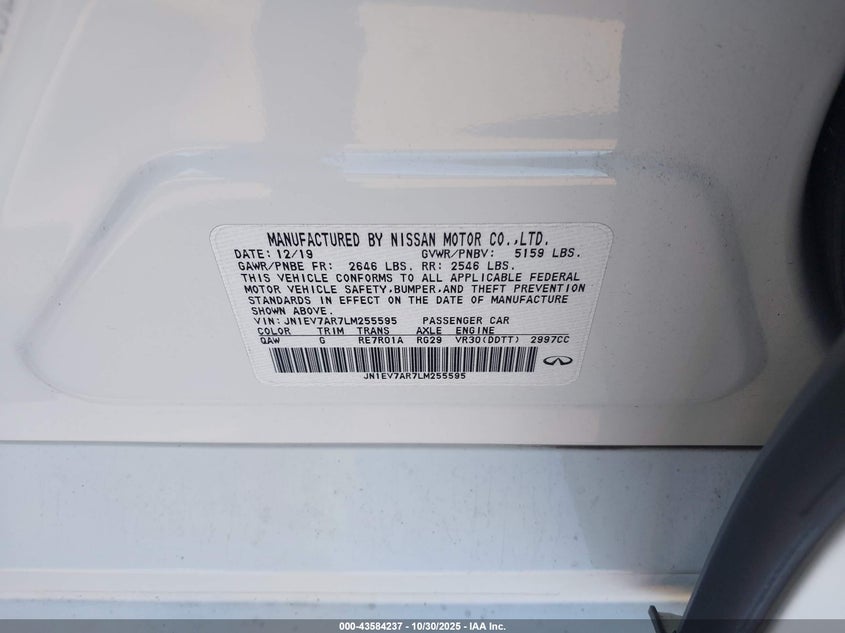 MANUFACTURED BY NISSAN MOTOR CO.,LTD.
DATE: 12/19 GVWR/PNBV: 5159 LBS.
GAWR/PNBE FR: 2646 LBS. RR: 2546 LBS.
THIS VEHICLE CONFORMS TO ALL APPLICABLE FEDERAL
MOTOR VEHICLE SAFETY,BUMPER,AND THEFT PREVENTION
STANDARDS IN EFFECT ON THE DATE OF MANUFACTURE
SHOWN ABOVE.
VIN: JN1EV7AR7LM255595 PASSENGER CAR
COLOR TRIM TRANS AXLE ENGINE
QAW G RE7R01A RG29 VR30(DDTT) 2997CC
JN1EV7AR7LM255595
000-43584237 - 10/30/2025 - IAA Inc.